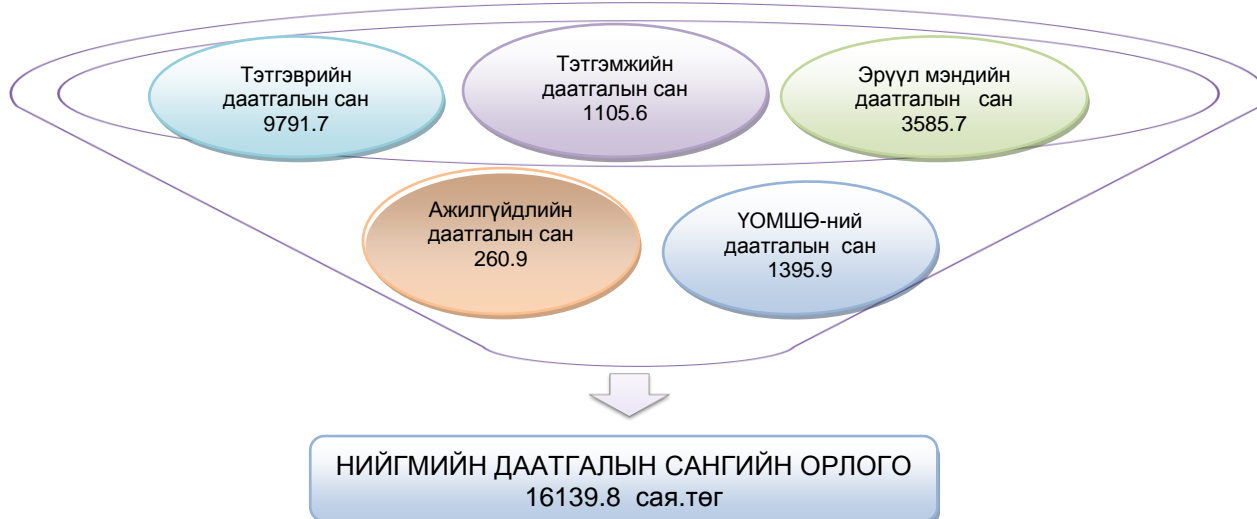 Тэтгэврийн
даатгалын сан
9791.7
Тэтгэмжийн
даатгалын сан
1105.6
Эрүүл мэндийн
даатгалын сан
3585.7
Ажилгүйдлийн
даатгалын сан
260.9
ҮОМШӨ-ний
даатгалын сан
1395.9
НИЙГМИЙН ДААТГАЛЫН САНГИЙН ОРЛОГО
16139.8 сая.төг